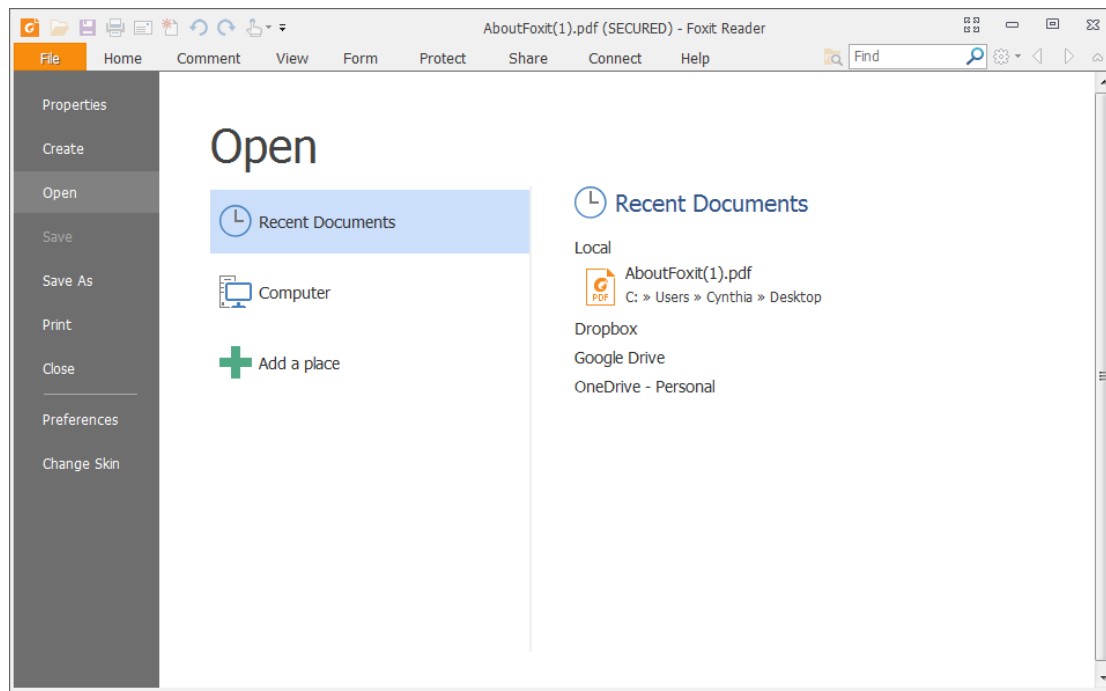 AboutFoxit(1).pdf (SECURED) - Foxit Reader
File Home Comment View Form Protect Share Connect Help Find
Properties
Create
Open
Save
Save As
Print
Close
Preferences
Change Skin
Open
Recent Documents
Computer
Add a place
Recent Documents
Local
AboutFoxit(1).pdf
PDF
C: » Users » Cynthia » Desktop
Dropbox
Google Drive
OneDrive - Personal